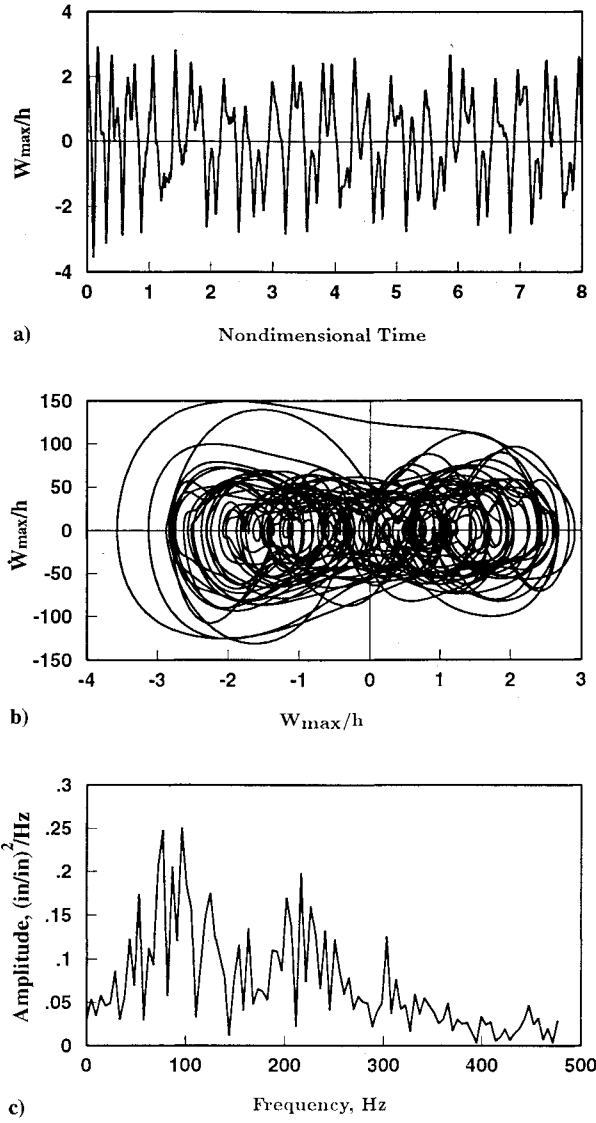 4
2
0
-2
-4
Wmax/h
0 1 2 3 4 5 6 7 8
a) Nondimensional Time
150
100
50
0
-50
-100
-150
Ẇmax/h
-4 -3 -2 -1 0 1 2 3
b) Wmax/h
.3
.25
.2
.15
.1
.05
0
Amplitude, (in/in)²/Hz
0 100 200 300 400 500
c) Frequency, Hz